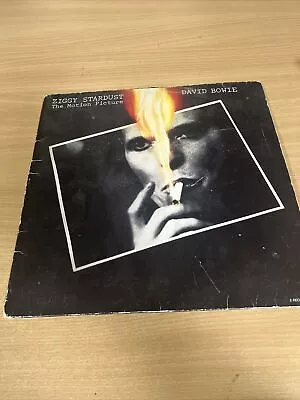 ZIGGY STARDUST
The Motion Picture
DAVID BOWIE